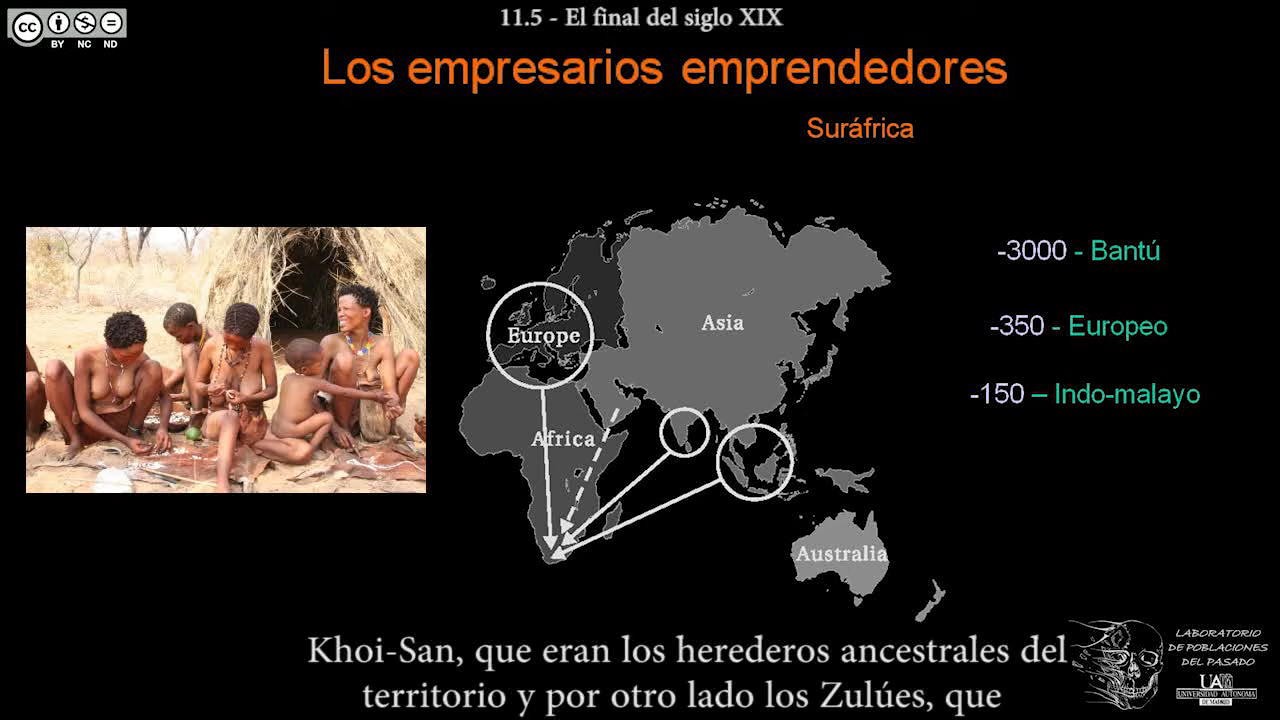 11.5 - El final del siglo XIX
BY NC ND
Los empresarios emprendedores
Suráfrica
-3000 - Bantú
-350 - Europeo
-150 – Indo-malayo
Europe
Asia
Africa
Australia
Khoi-San, que eran los herederos ancestrales del
territorio y por otro lado los Zulúes, que
LABORATORIO
DE POBLACIONES
DEL PASADO
UAM
UNIVERSIDAD AUTONOMA
DE MADRID